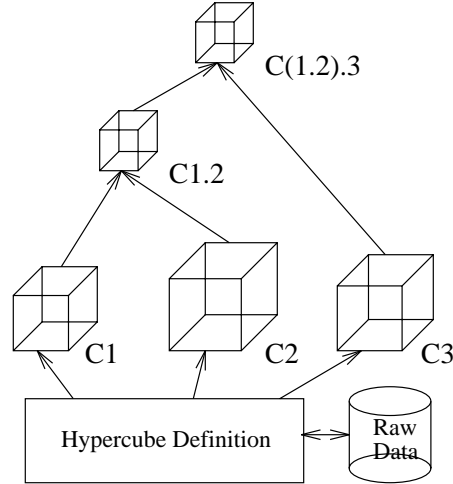 C(1.2).3
C1.2
C1
C2
C3
Hypercube Definition
Raw
Data